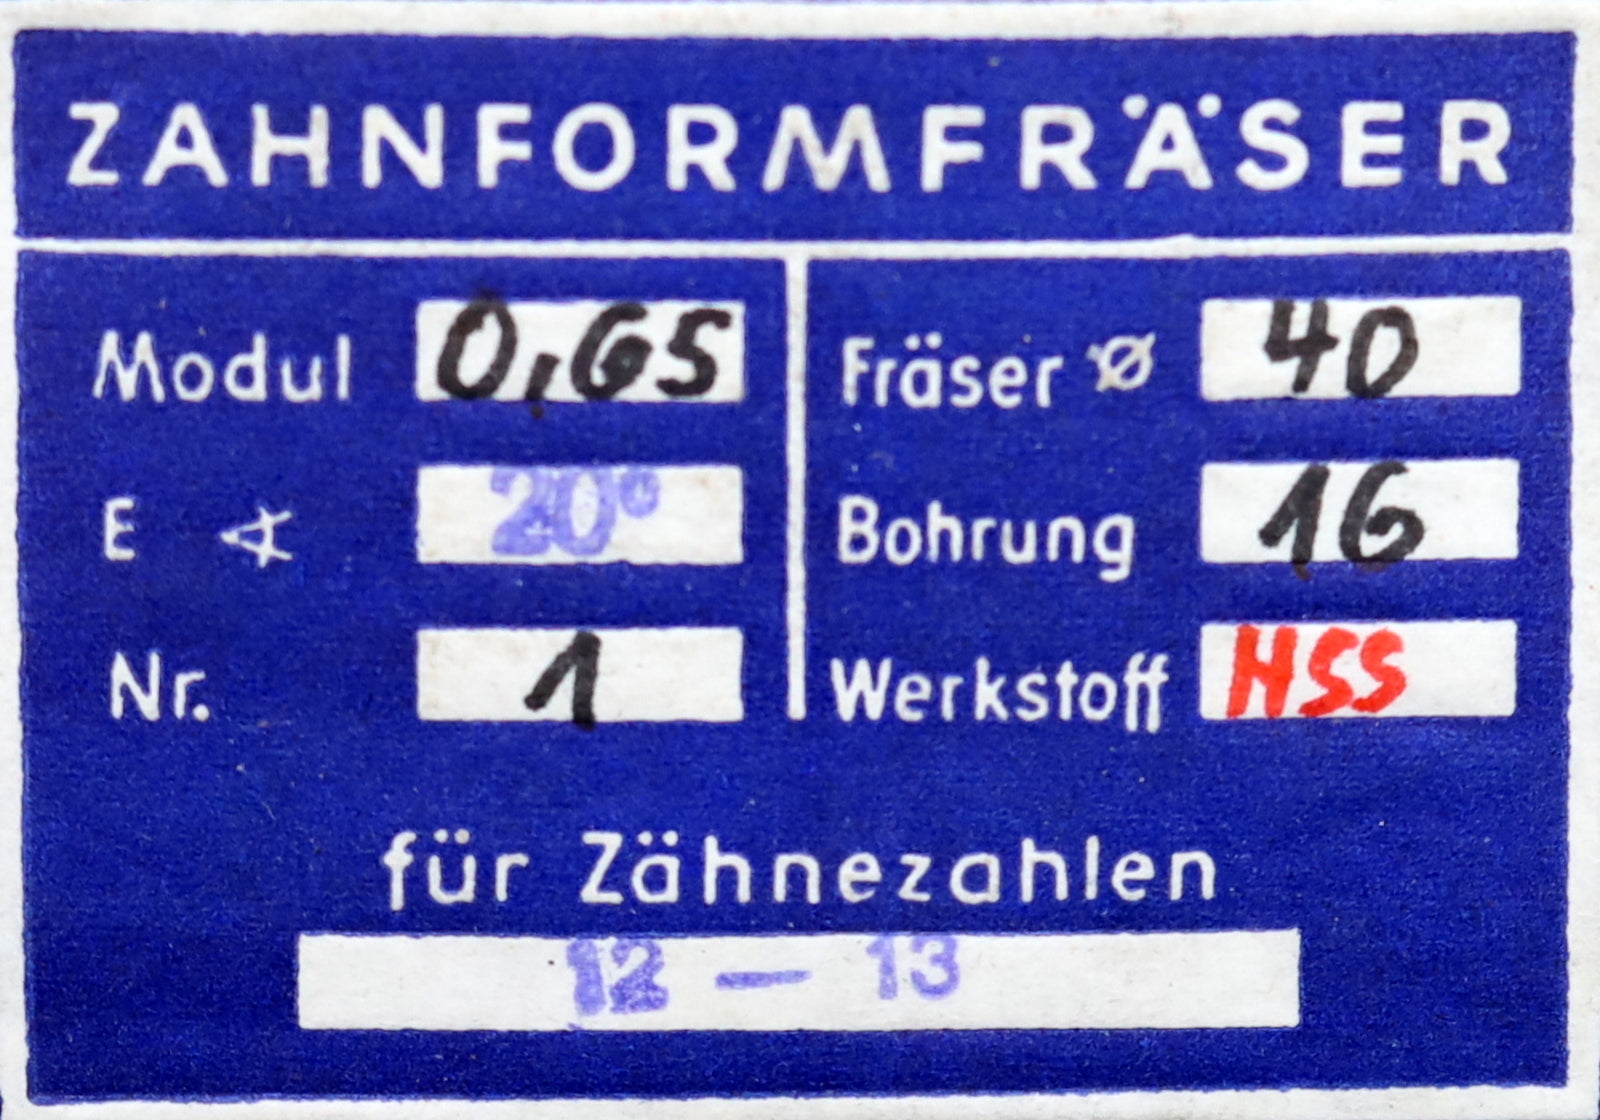 ZAHNFORMFRÄSER
Modul 0,65
E ∢ 20°
Nr. 1
Fräser ⌀ 40
Bohrung 16
Werkstoff HSS
für Zähnezahlen
12 — 13